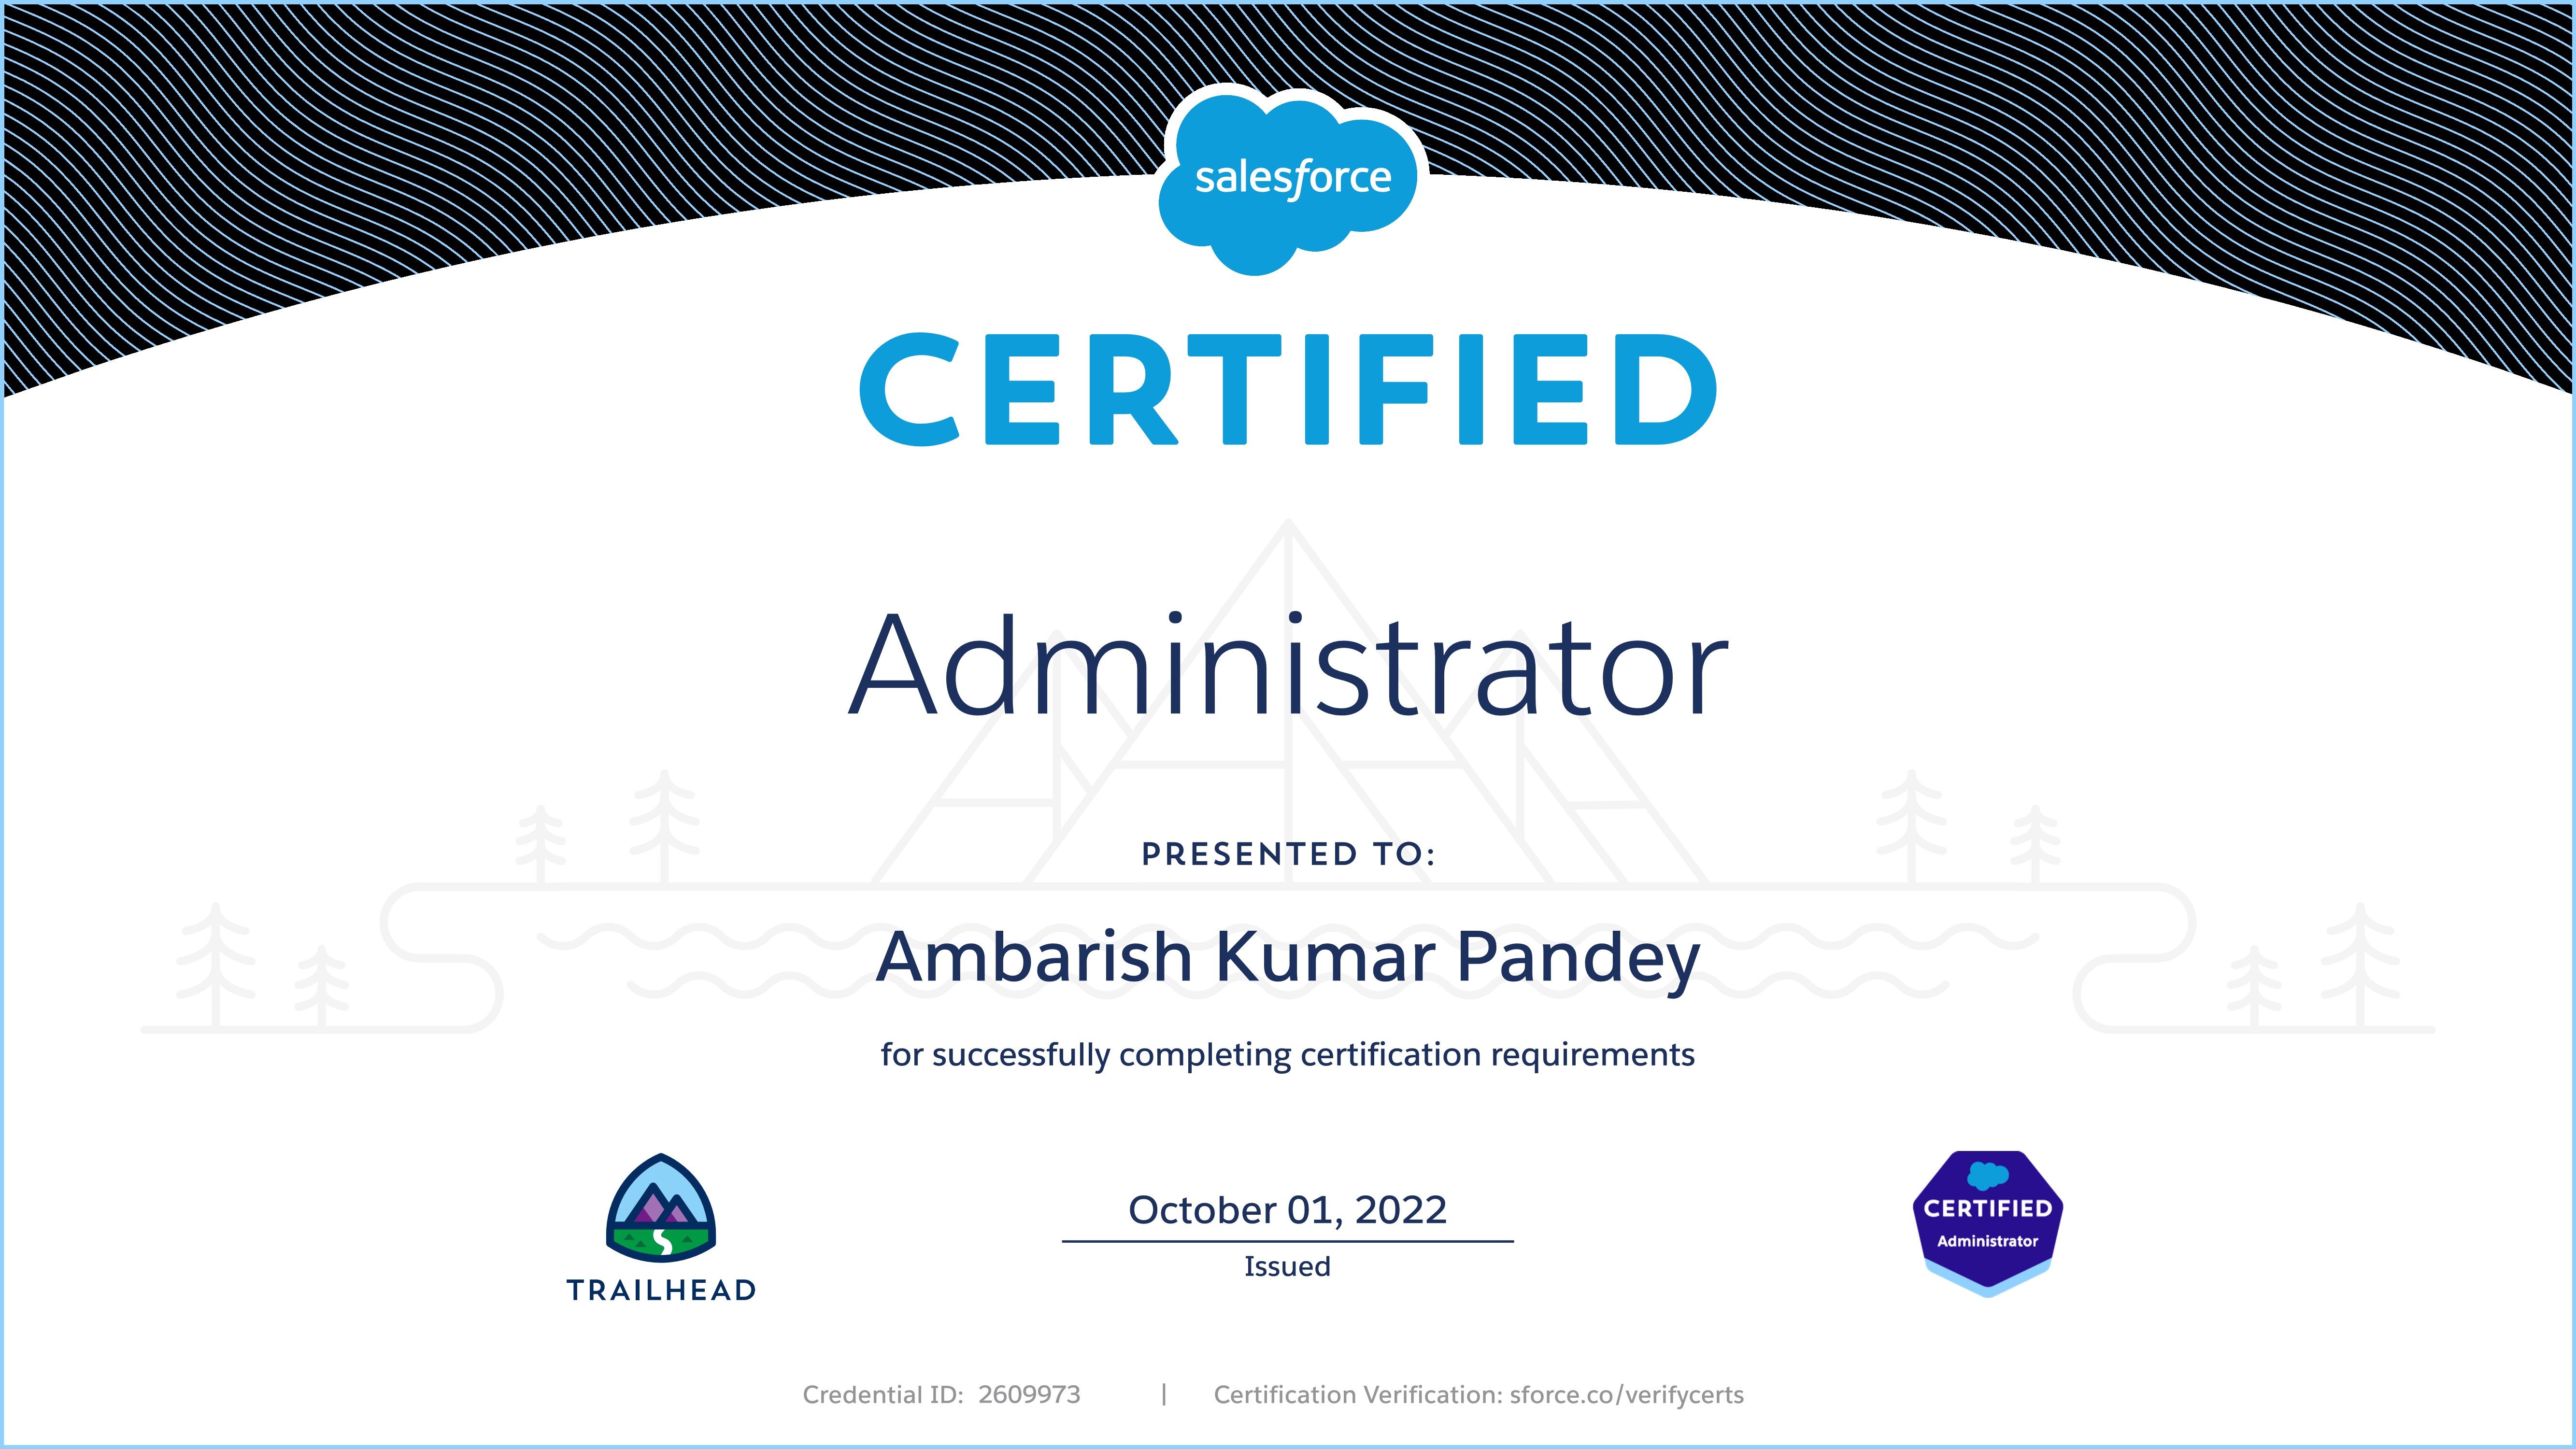 salesforce
CERTIFIED
Administrator
PRESENTED TO:
Ambarish Kumar Pandey
for successfully completing certification requirements
TRAILHEAD
October 01, 2022
Issued
CERTIFIED
Administrator
Credential ID: 2609973 | Certification Verification: sforce.co/verifycerts